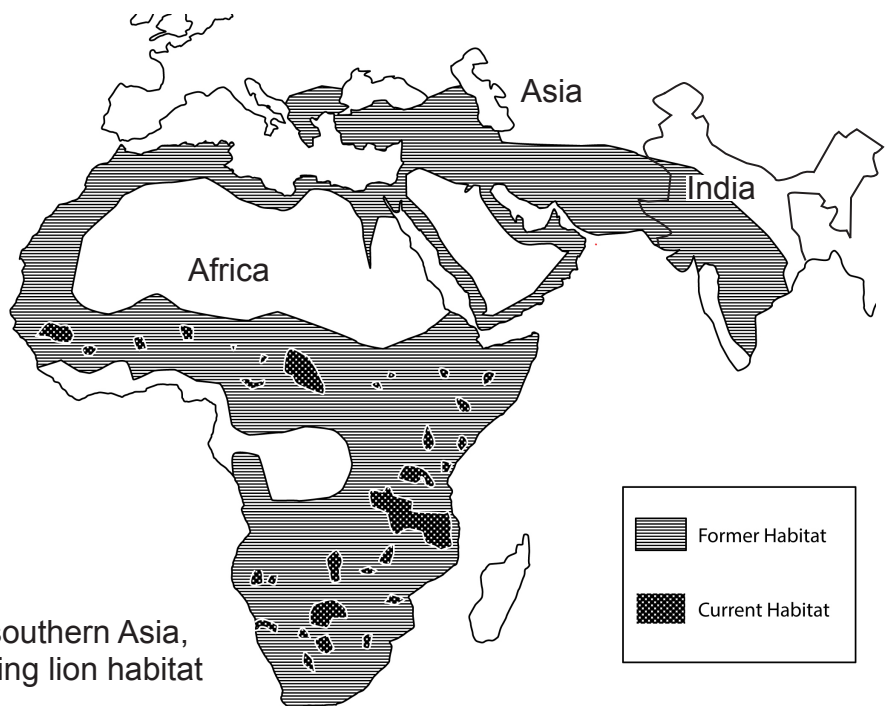 Asia
India
Africa
Former Habitat
Current Habitat
southern Asia,
ing lion habitat